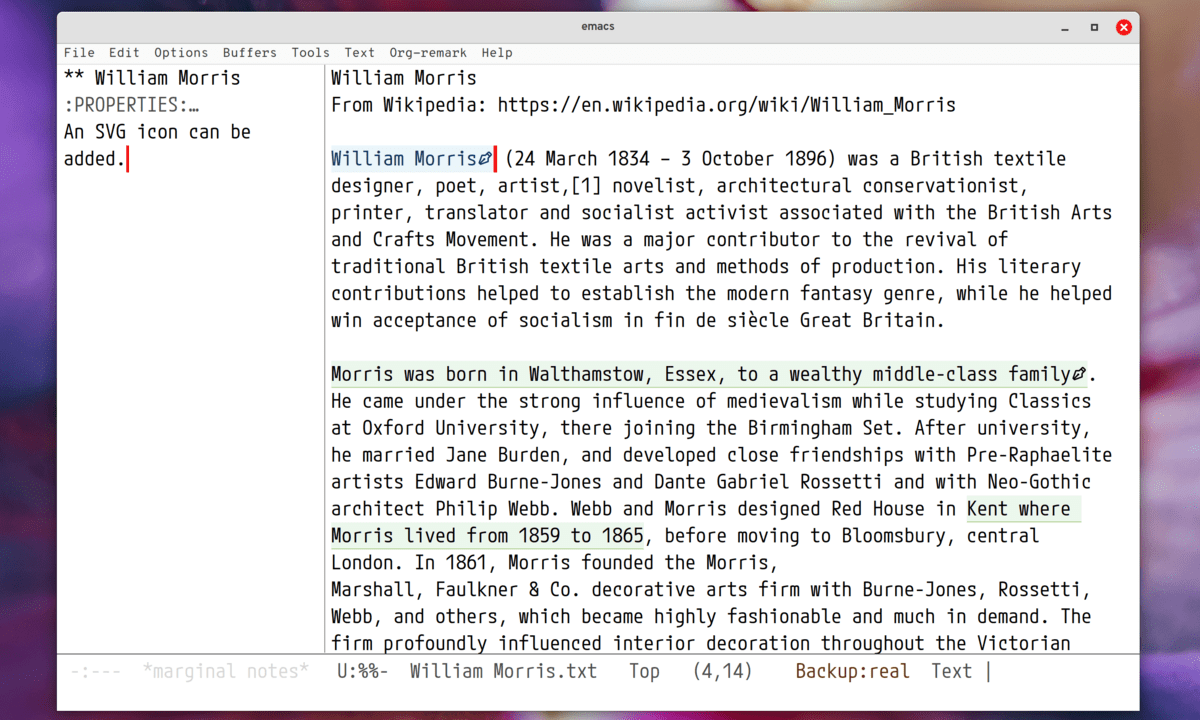 emacs
File Edit Options Buffers Tools Text Org-remark Help
** William Morris
:PROPERTIES:…
An SVG icon can be
added.
William Morris
From Wikipedia: https://en.wikipedia.org/wiki/William_Morris
William Morris (24 March 1834 – 3 October 1896) was a British textile
designer, poet, artist,[1] novelist, architectural conservationist,
printer, translator and socialist activist associated with the British Arts
and Crafts Movement. He was a major contributor to the revival of
traditional British textile arts and methods of production. His literary
contributions helped to establish the modern fantasy genre, while he helped
win acceptance of socialism in fin de siècle Great Britain.
Morris was born in Walthamstow, Essex, to a wealthy middle-class family.
He came under the strong influence of medievalism while studying Classics
at Oxford University, there joining the Birmingham Set. After university,
he married Jane Burden, and developed close friendships with Pre-Raphaelite
artists Edward Burne-Jones and Dante Gabriel Rossetti and with Neo-Gothic
architect Philip Webb. Webb and Morris designed Red House in Kent where
Morris lived from 1859 to 1865, before moving to Bloomsbury, central
London. In 1861, Morris founded the Morris,
Marshall, Faulkner & Co. decorative arts firm with Burne-Jones, Rossetti,
Webb, and others, which became highly fashionable and much in demand. The
firm profoundly influenced interior decoration throughout the Victorian
-:--- *marginal notes* U:%%- William Morris.txt Top (4,14) Backup:real Text |